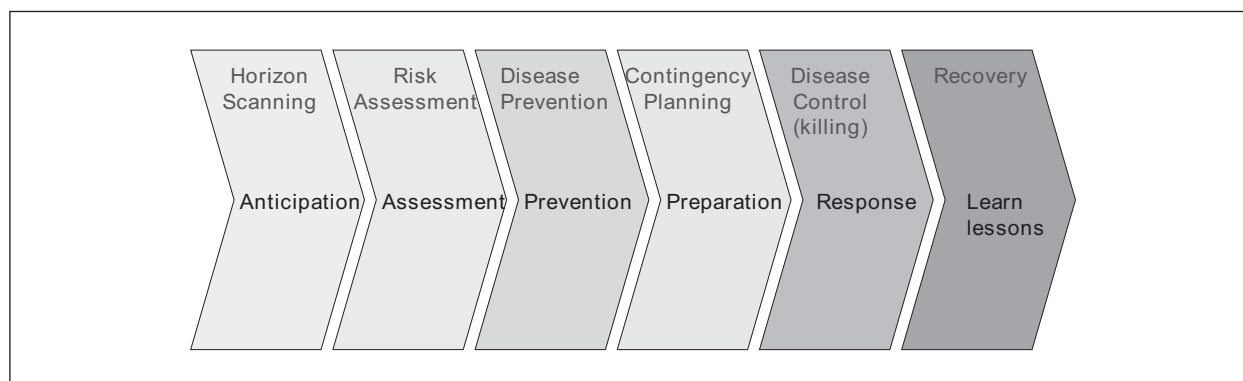 Horizon
Scanning
Anticipation
Risk
Assessment
Assessment
Disease
Prevention
Prevention
Contingency
Planning
Preparation
Disease
Control
(killing)
Response
Recovery
Learn
lessons